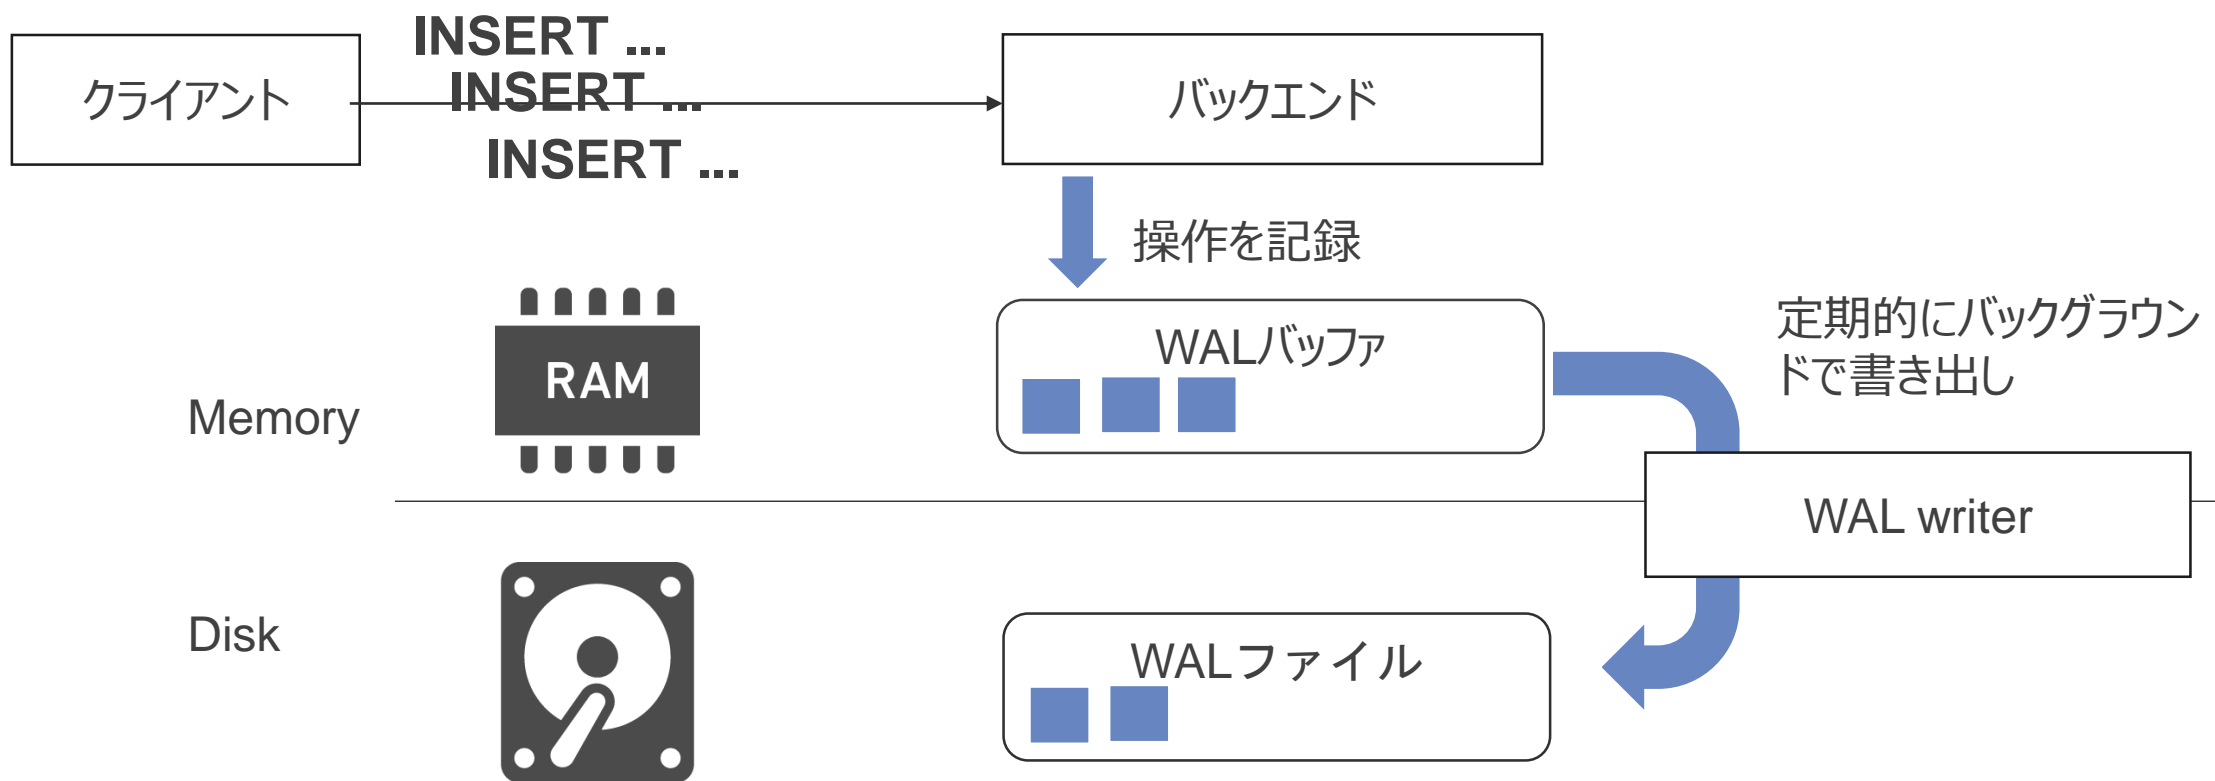 INSERT ...
クライアント
INSERT ...
バックエンド
INSERT ...
操作を記録
WALバッファ
定期的にバックグラウン
ドで書き出し
RAM
Memory
WAL writer
Disk
WALファイル